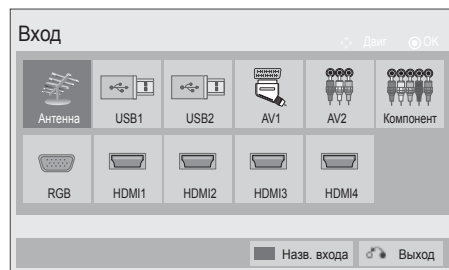 Вход
Двиг OK
Антенна USB1 USB2 AV1 AV2 Компонент
RGB HDMI1 HDMI2 HDMI3 HDMI4
Назв. входа Выход